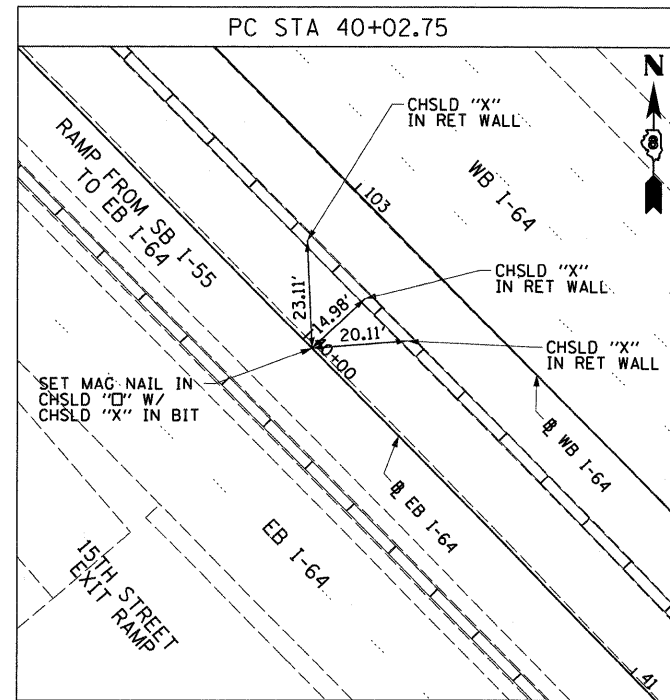 PC STA 40+02.75
N
8
CHSLD "X"
IN RET WALL
RAMP FROM SB I-55
TO EB I-64
103
WB I-64
CHSLD "X"
IN RET WALL
23.11'
14.98'
20.11'
CHSLD "X"
IN RET WALL
40+00
SET MAG NAIL IN
CHSLD "□" W/
CHSLD "X" IN BIT
℄ WB I-64
℄ EB I-64
EB I-64
15TH STREET
EXIT RAMP
41